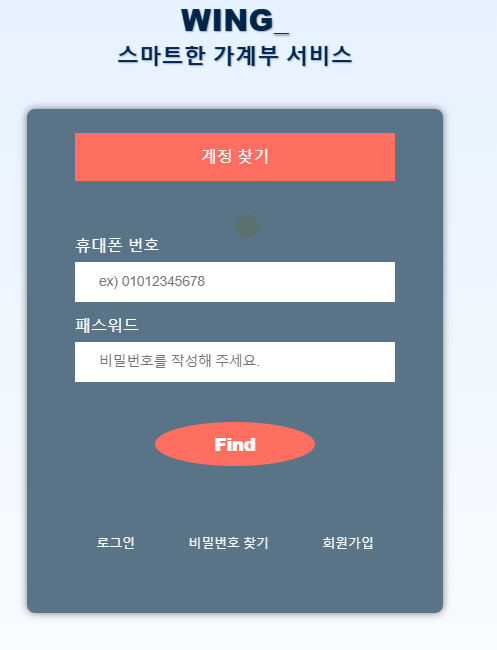 WING_
스마트한 가계부 서비스
계정 찾기
휴대폰 번호
ex) 01012345678
패스워드
비밀번호를 작성해 주세요.
Find
로그인 비밀번호 찾기 회원가입